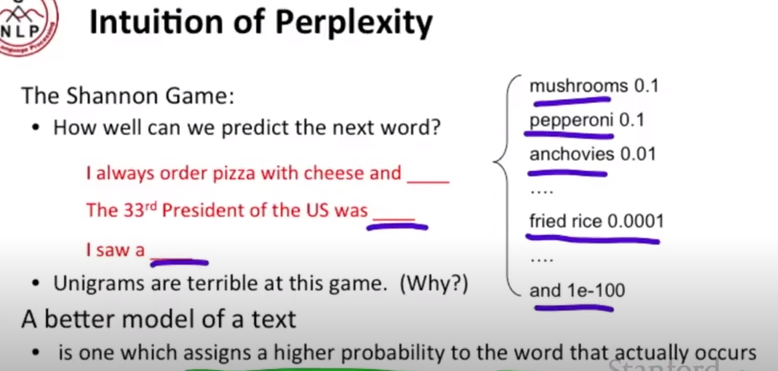 NLP
Intuition of Perplexity
The Shannon Game:
• How well can we predict the next word?
I always order pizza with cheese and ____
The 33rd President of the US was ____
I saw a ____
• Unigrams are terrible at this game. (Why?)
A better model of a text
• is one which assigns a higher probability to the word that actually occurs
mushrooms 0.1
pepperoni 0.1
anchovies 0.01
....
fried rice 0.0001
....
and 1e-100
Stanford